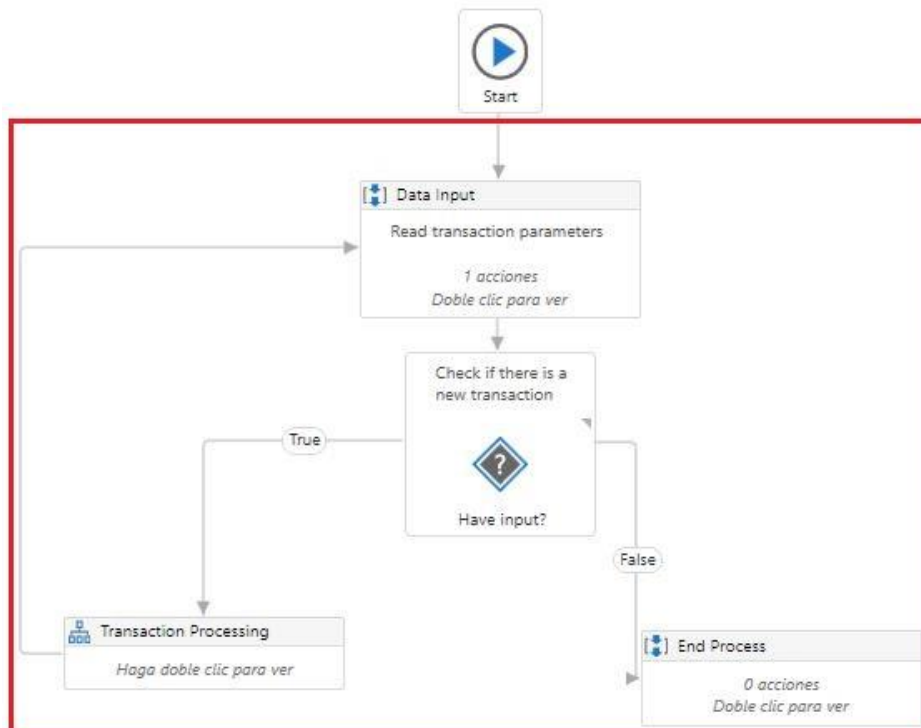 Start
Data Input
Read transaction parameters
1 acciones
Doble clic para ver
Check if there is a
new transaction
True
?
Have input?
False
Transaction Processing
Haga doble clic para ver
End Process
0 acciones
Doble clic para ver